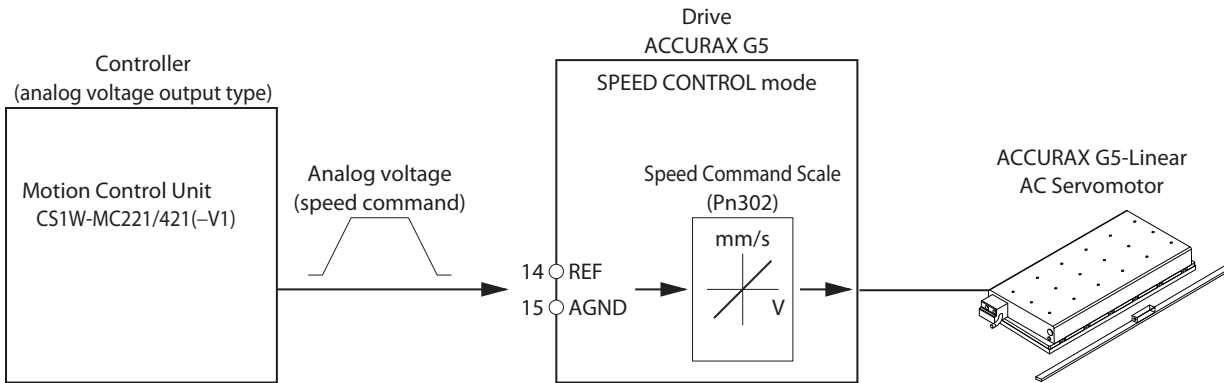 Drive
ACCURAX G5
Controller
(analog voltage output type)
SPEED CONTROL mode
Motion Control Unit
CS1W-MC221/421(–V1)
Analog voltage
(speed command)
Speed Command Scale
(Pn302)
mm/s
V
14 REF
15 AGND
ACCURAX G5-Linear
AC Servomotor